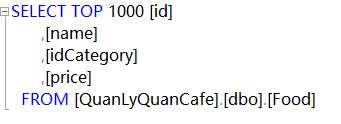 SELECT TOP 1000 [id]
,[name]
,[idCategory]
,[price]
FROM [QuanLyQuanCafe].[dbo].[Food]